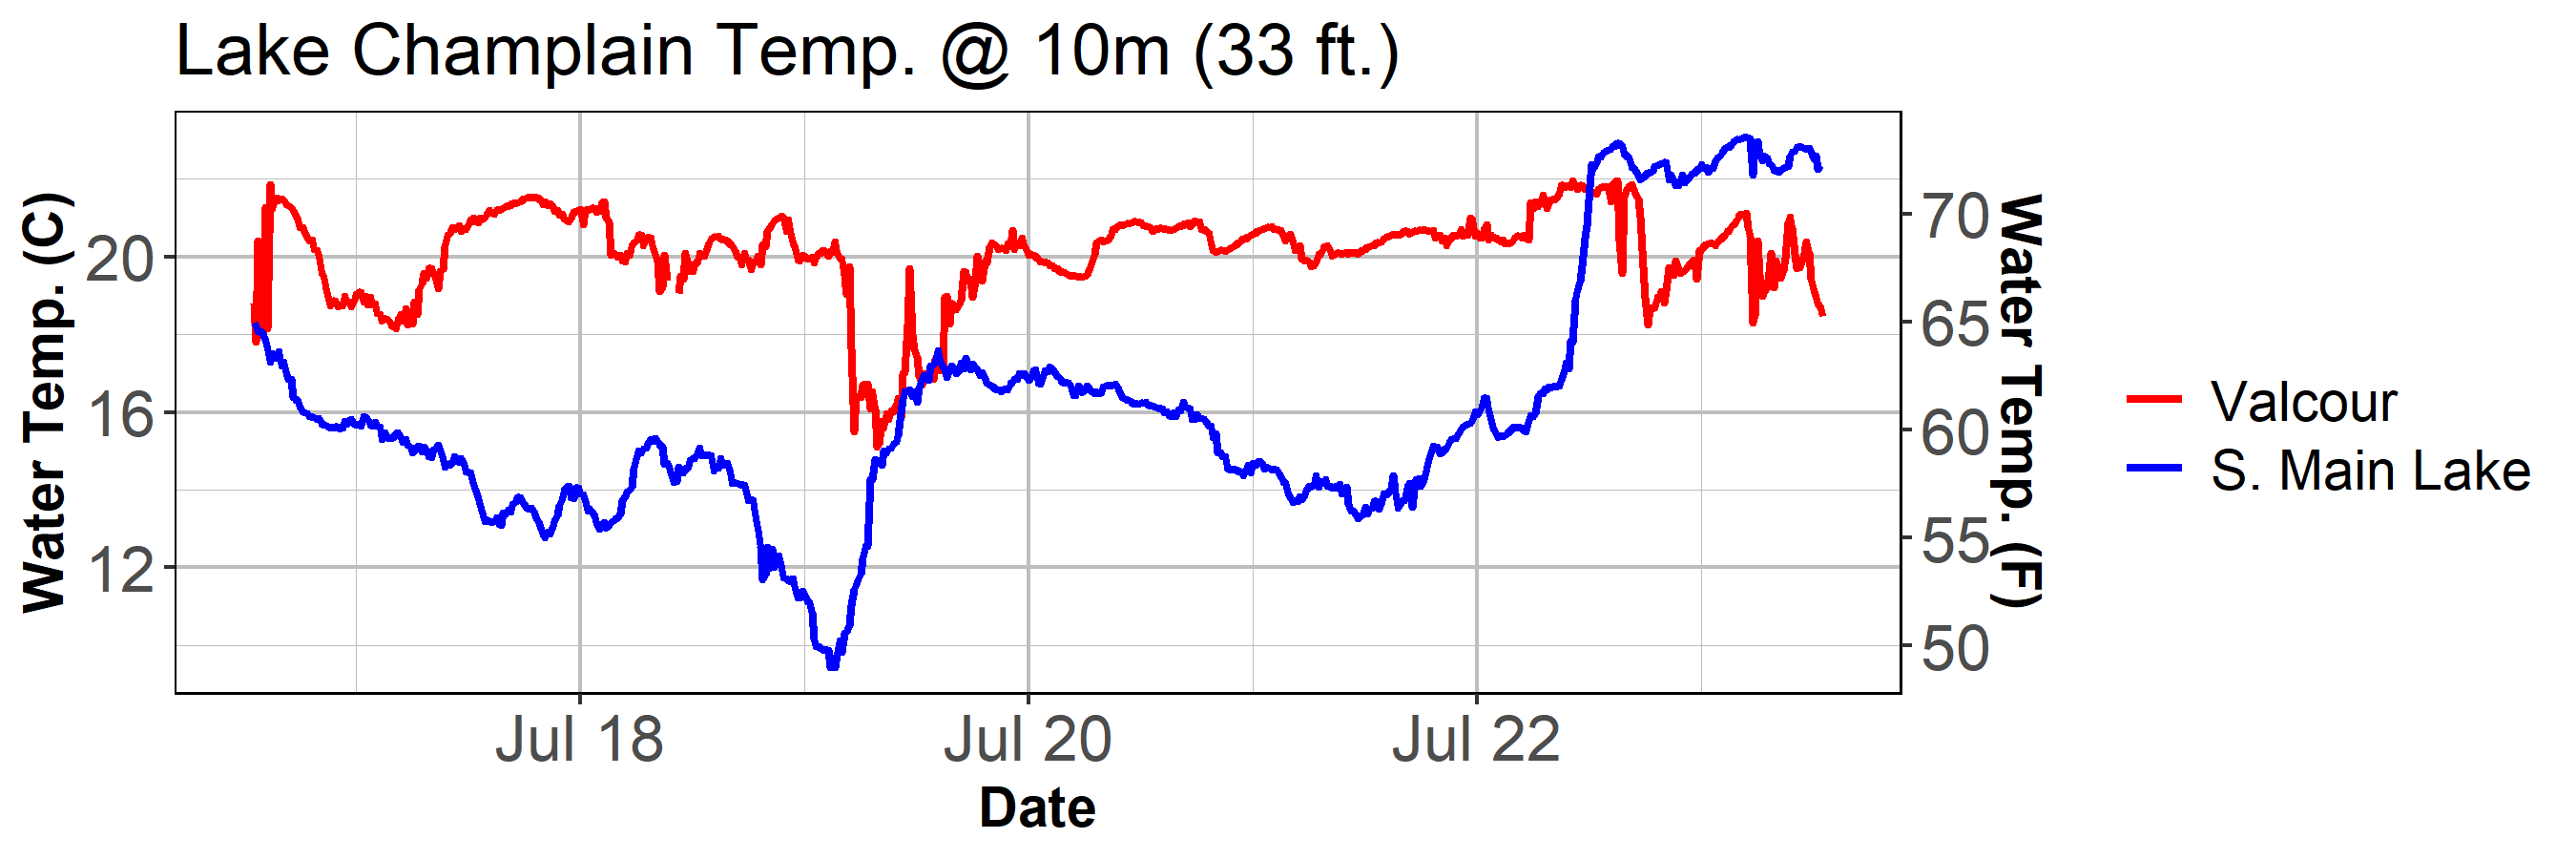 Lake Champlain Temp. @ 10m (33 ft.)
Water Temp. (C)
20
16
12
70
65
60
55
50
Water Temp. (F)
Jul 18
Jul 20
Jul 22
Date
Valcour
S. Main Lake